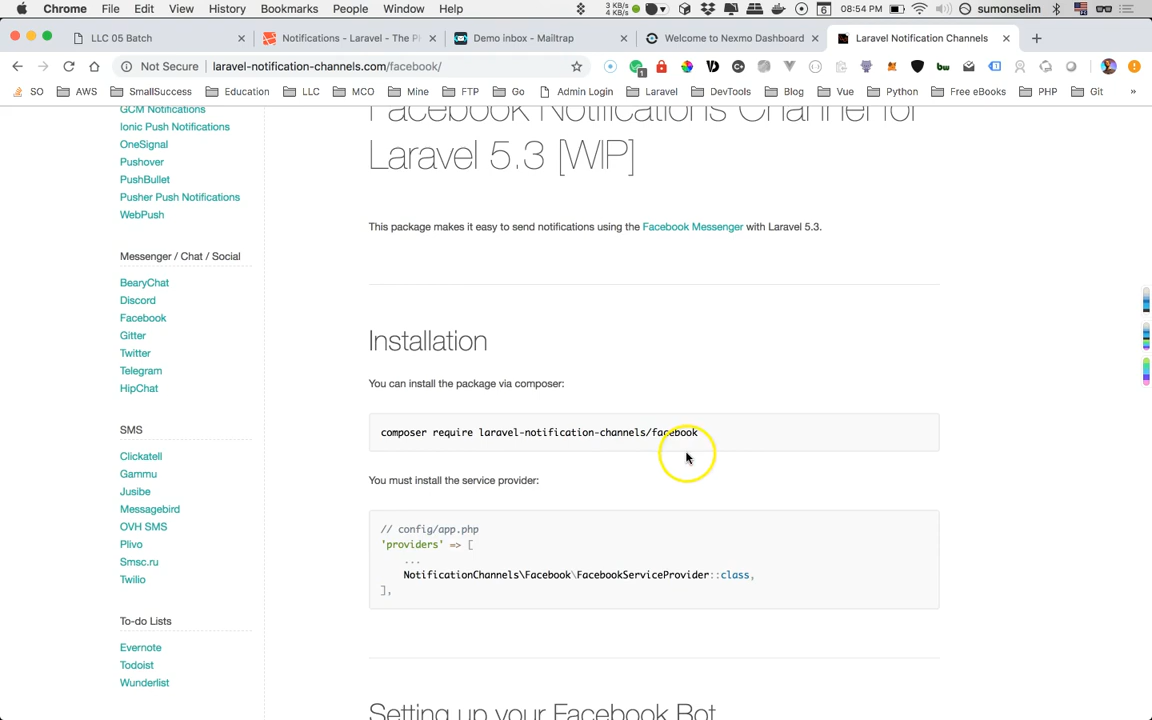 Chrome File Edit View History Bookmarks People Window Help
3 KB/s
4 KB/s
6
08:54 PM
sumonselim
LLC 05 Batch
Notifications - Laravel - The P
Demo inbox - Mailtrap
Welcome to Nexmo Dashboard
Laravel Notification Channels
Not Secure laravel-notification-channels.com/facebook/
1
bw
SO AWS SmallSuccess Education LLC MCO Mine FTP Go Admin Login Laravel DevTools Blog Vue Python Free eBooks PHP Git »
GCM Notifications
Ionic Push Notifications
OneSignal
Pushover
PushBullet
Pusher Push Notifications
WebPush
Messenger / Chat / Social
BearyChat
Discord
Facebook
Gitter
Twitter
Telegram
HipChat
SMS
Clickatell
Gammu
Jusibe
Messagebird
OVH SMS
Plivo
Smsc.ru
Twilio
To-do Lists
Evernote
Todoist
Wunderlist
Facebook Notifications Channel for
Laravel 5.3 [WIP]
This package makes it easy to send notifications using the Facebook Messenger with Laravel 5.3.
Installation
You can install the package via composer:
composer require laravel-notification-channels/facebook
You must install the service provider:
// config/app.php
'providers' => [
...
NotificationChannels\Facebook\FacebookServiceProvider::class,
],
Setting up your Facebook Bot